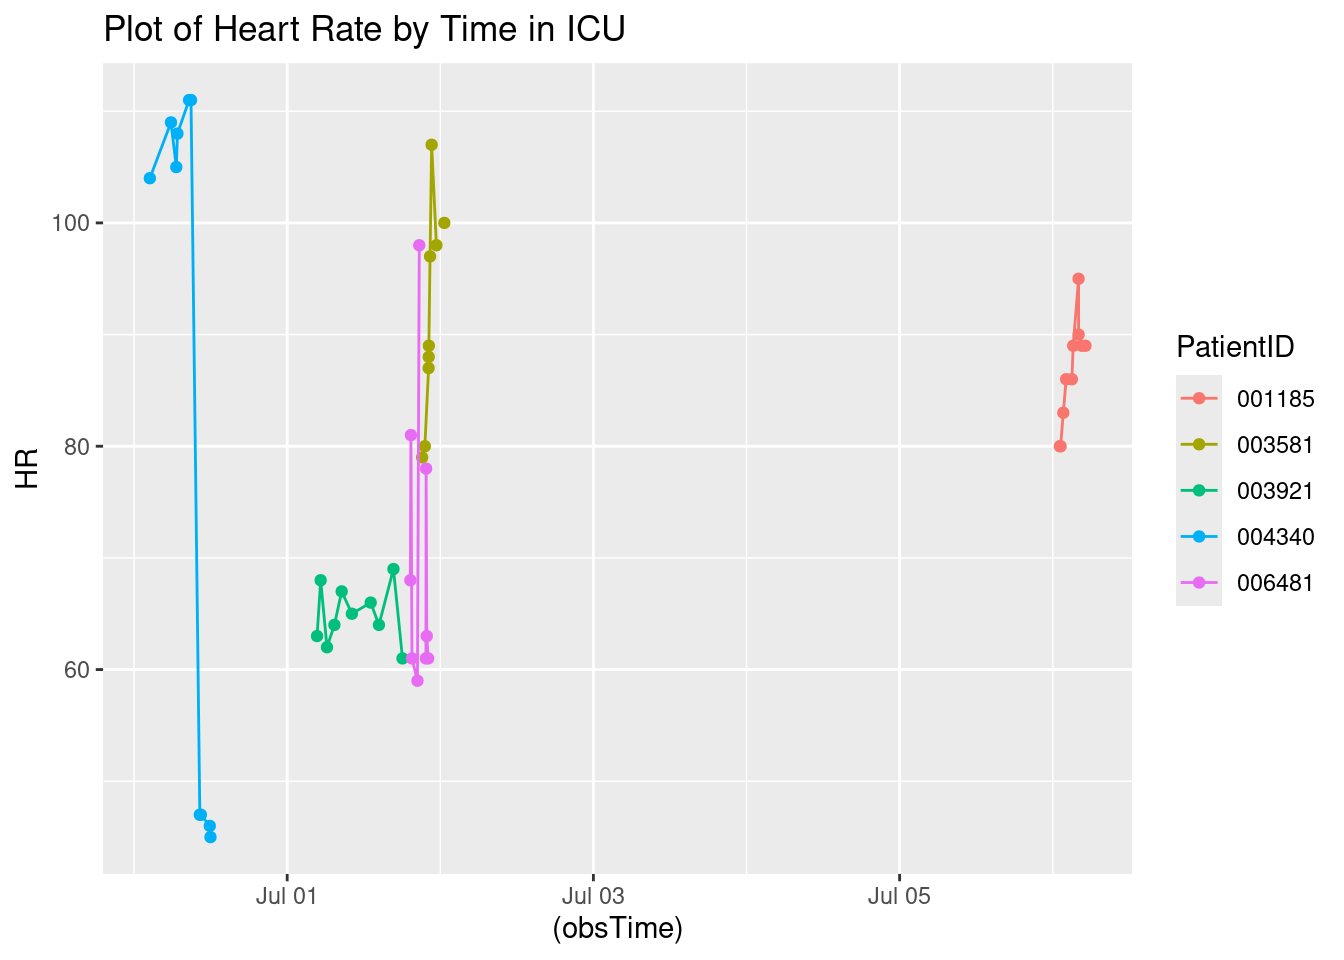 Plot of Heart Rate by Time in ICU
HR
100
80
60
Jul 01
Jul 03
Jul 05
(obsTime)
PatientID
001185
003581
003921
004340
006481